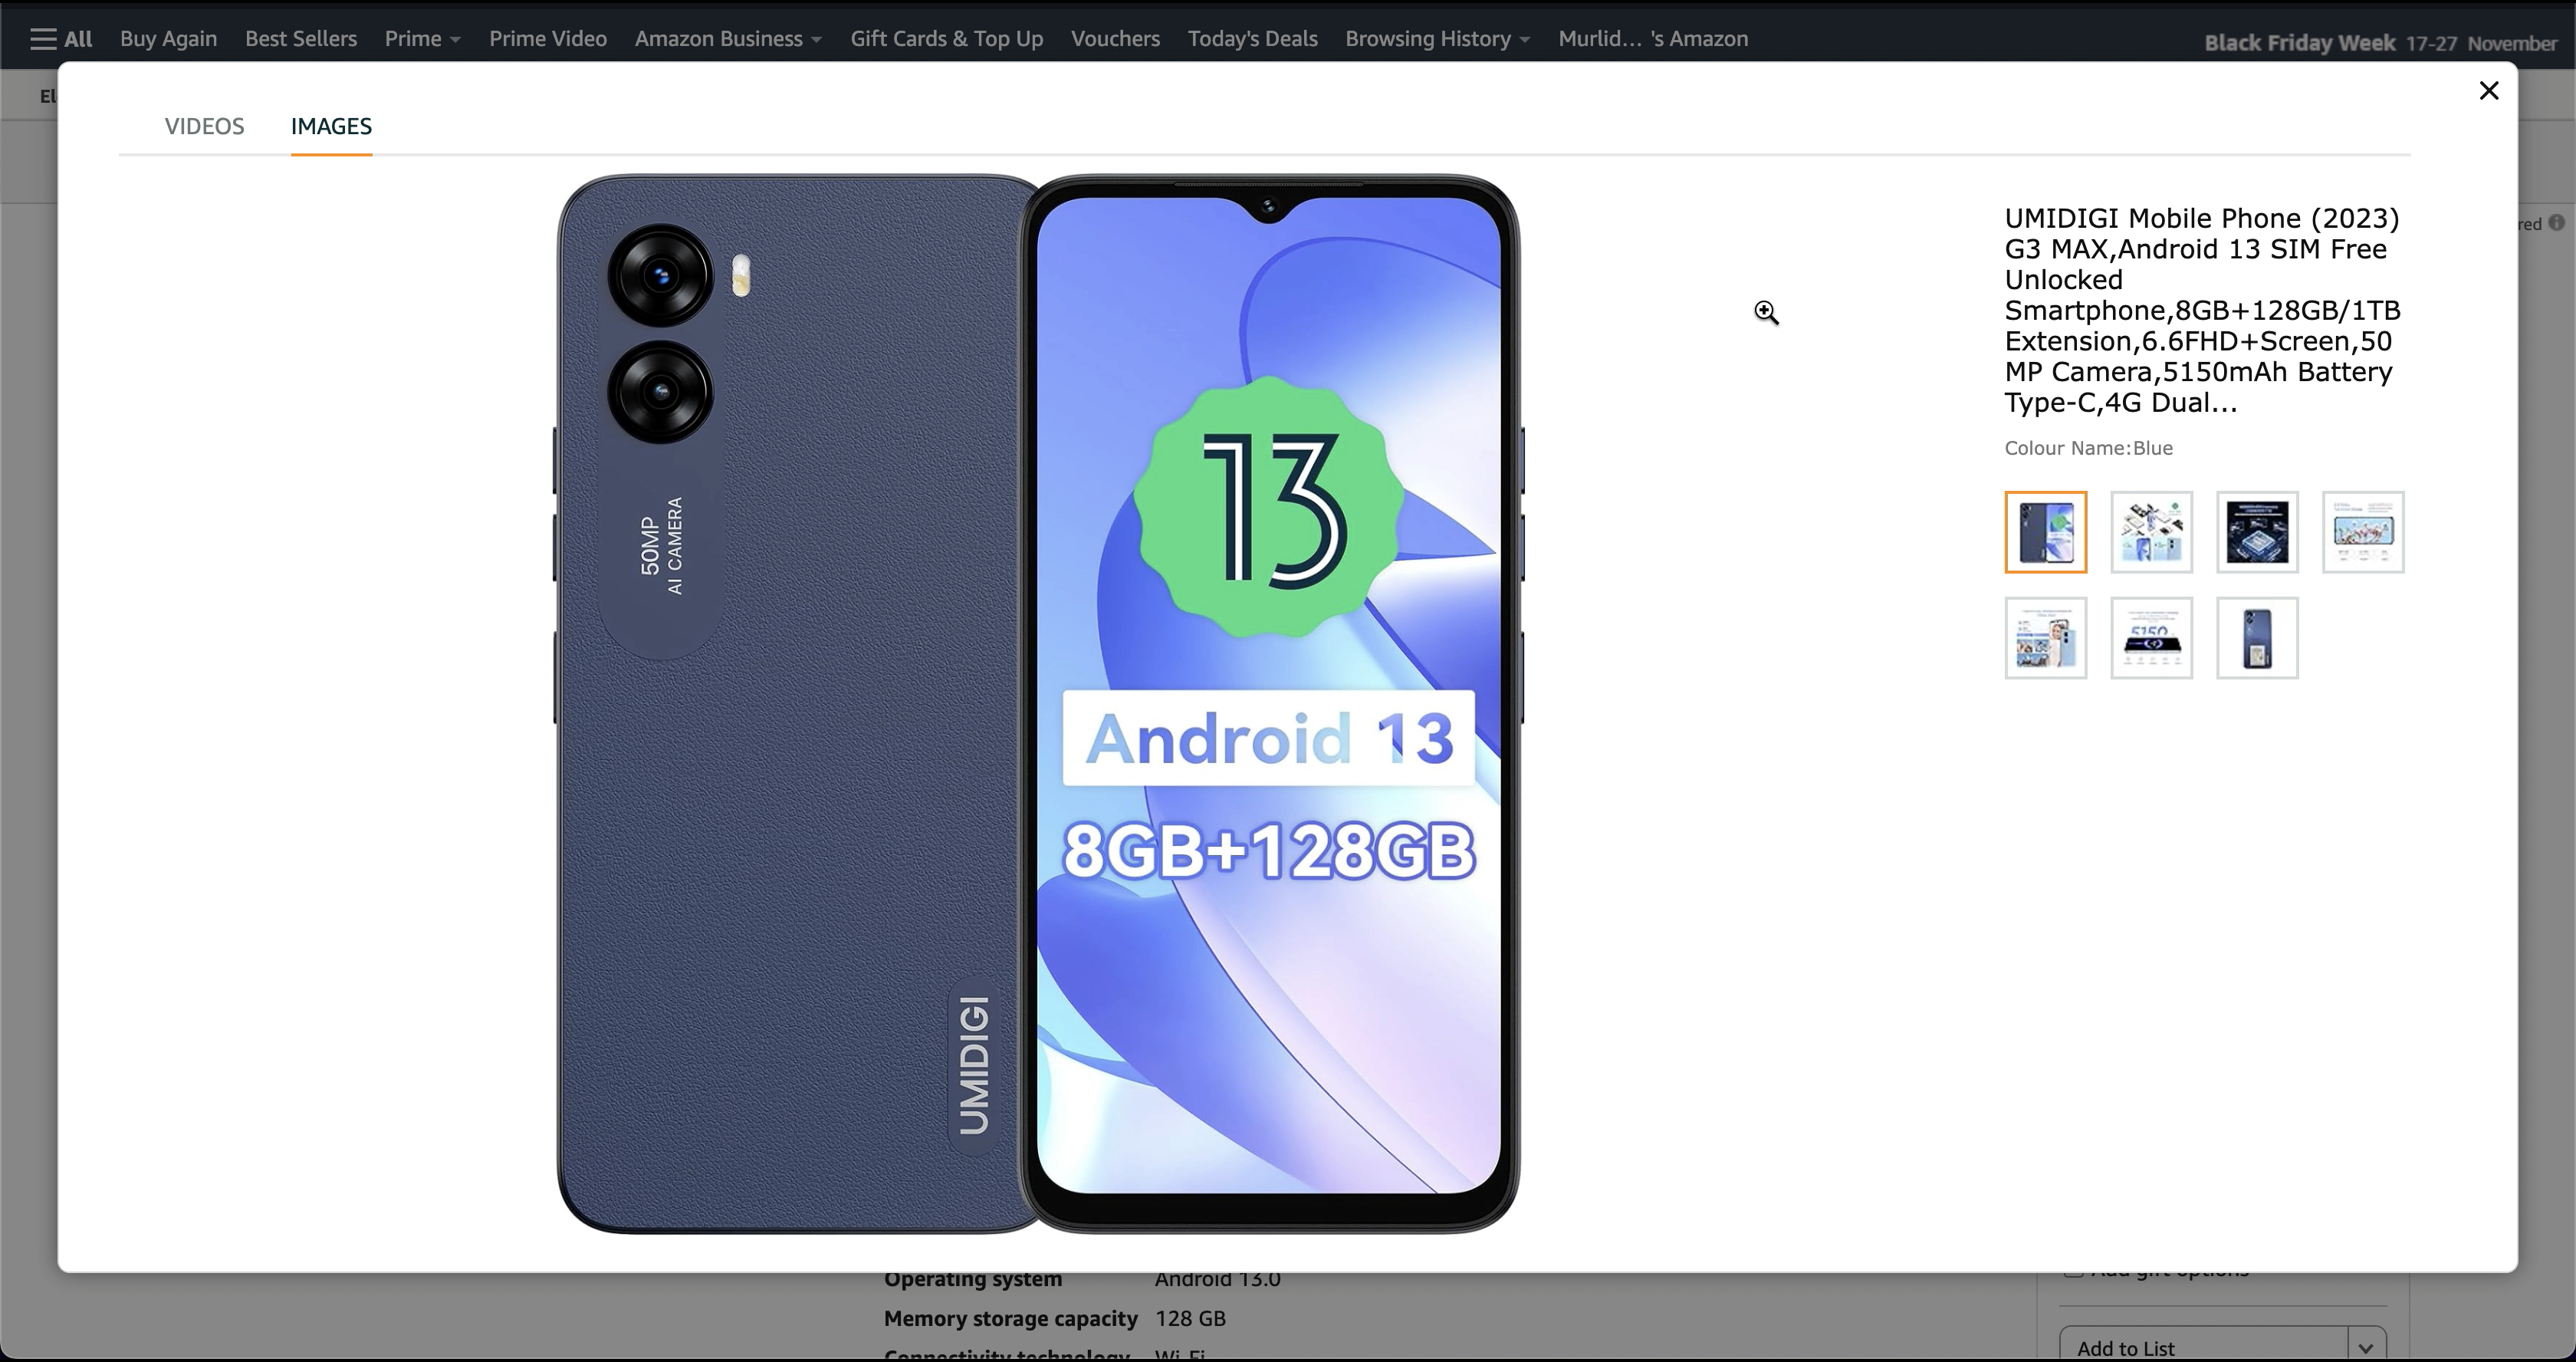 All Buy Again Best Sellers Prime Prime Video Amazon Business Gift Cards & Top Up Vouchers Today's Deals Browsing History Murlid... 's Amazon Black Friday Week 17-27 November
VIDEOS IMAGES
50MP
AI CAMERA
UMIDIGI
13
Android 13
8GB+128GB
UMIDIGI Mobile Phone (2023)
G3 MAX,Android 13 SIM Free
Unlocked
Smartphone,8GB+128GB/1TB
Extension,6.6FHD+Screen,50
MP Camera,5150mAh Battery
Type-C,4G Dual...
Colour Name:Blue
5150
Operating system Android 13.0
Add gift options
Memory storage capacity 128 GB
Connectivity technology Wi-Fi
Add to List